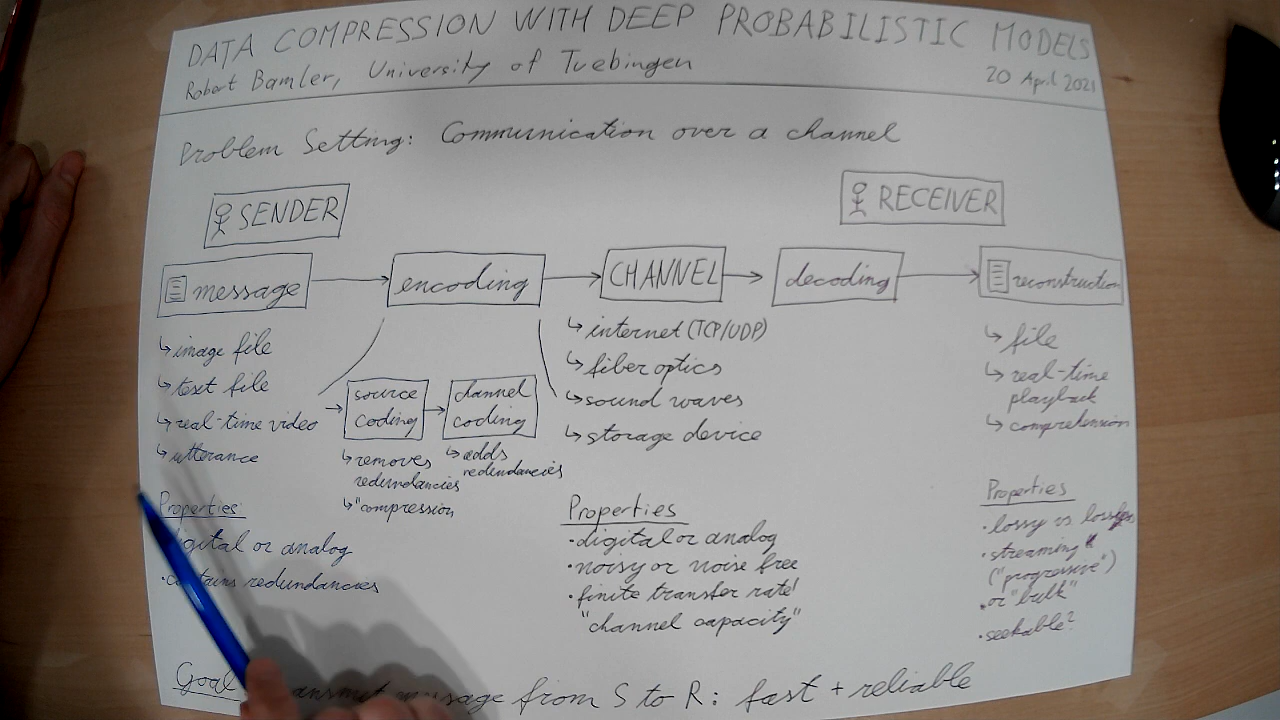 DATA COMPRESSION WITH DEEP PROBABILISTIC MODELS
Robert Bamler, University of Tuebingen
20 April 2021
Problem Setting: Communication over a channel
SENDER
RECEIVER
message
encoding
CHANNEL
decoding
reconstruction
↳ image file
↳ text file
↳ real-time video
↳ utterance
Properties:
digital or analog
· contains redundancies
source
coding
channel
coding
↳ removes
redundancies
↳ "compression
↳ adds
redundancies
↳ internet (TCP/UDP)
↳ fiber optics
↳ sound waves
↳ storage device
Properties
· digital or analog
· noisy or noise free
· finite transfer rate
"channel capacity"
↳ file
↳ real-time
playback
↳ comprehension
Properties
· lossy vs. lossless
· streaming"
("progressive")
· or "bulk"
· seekable?
Goal message from S to R: fast + reliable